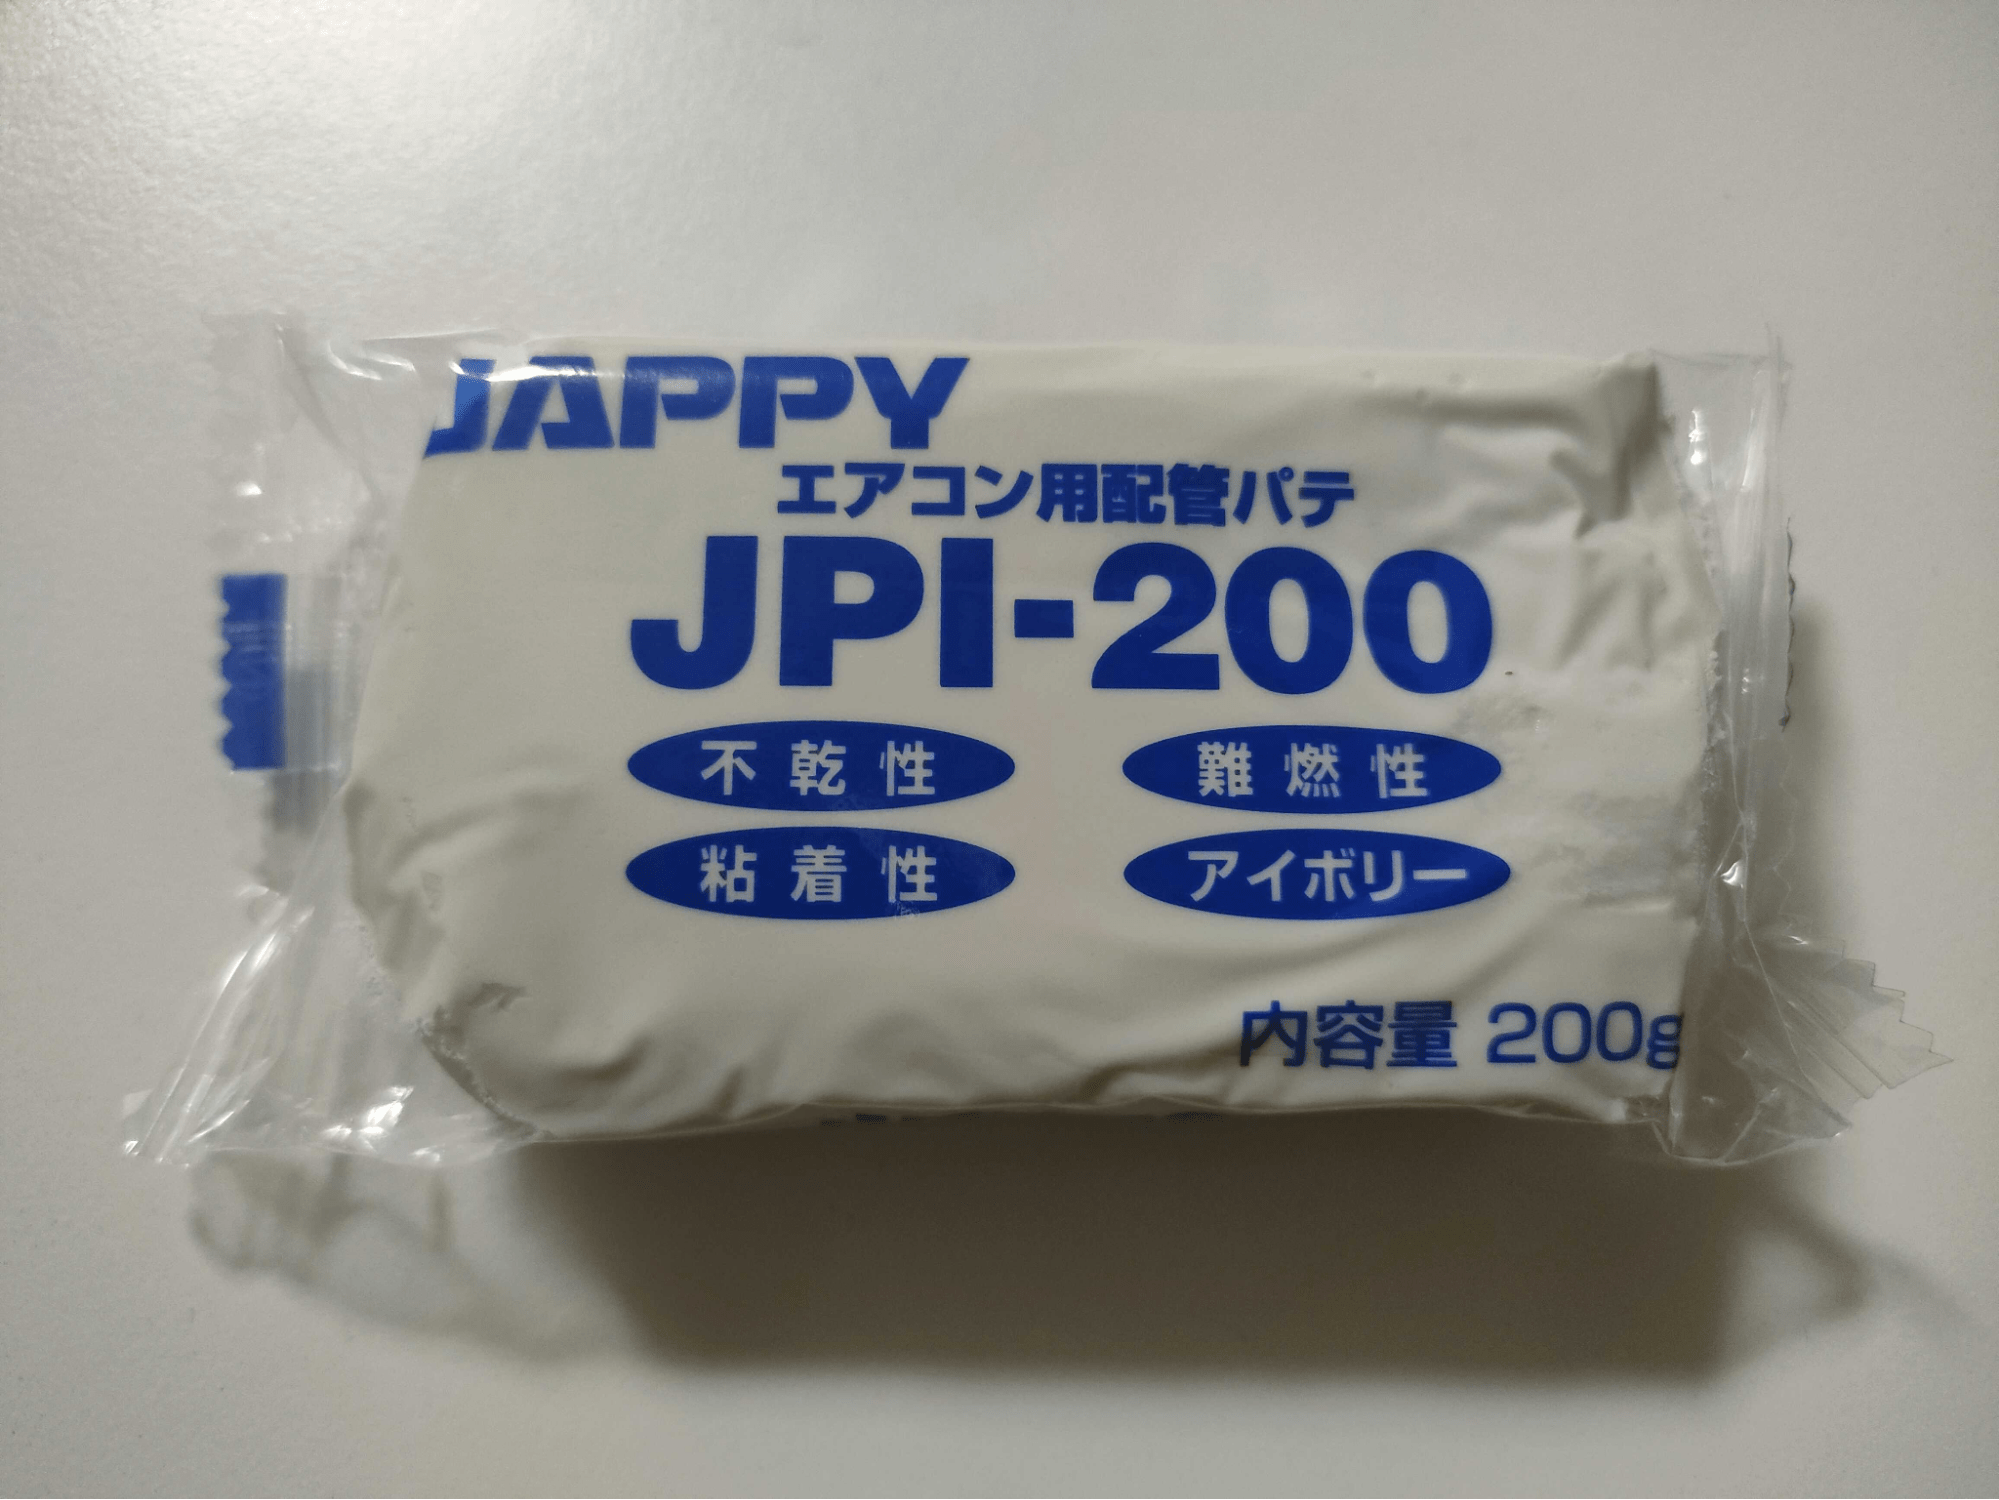 JAPPY
エアコン用配管パテ
JPI-200
不乾性 難燃性
粘着性 アイボリー
内容量 200g